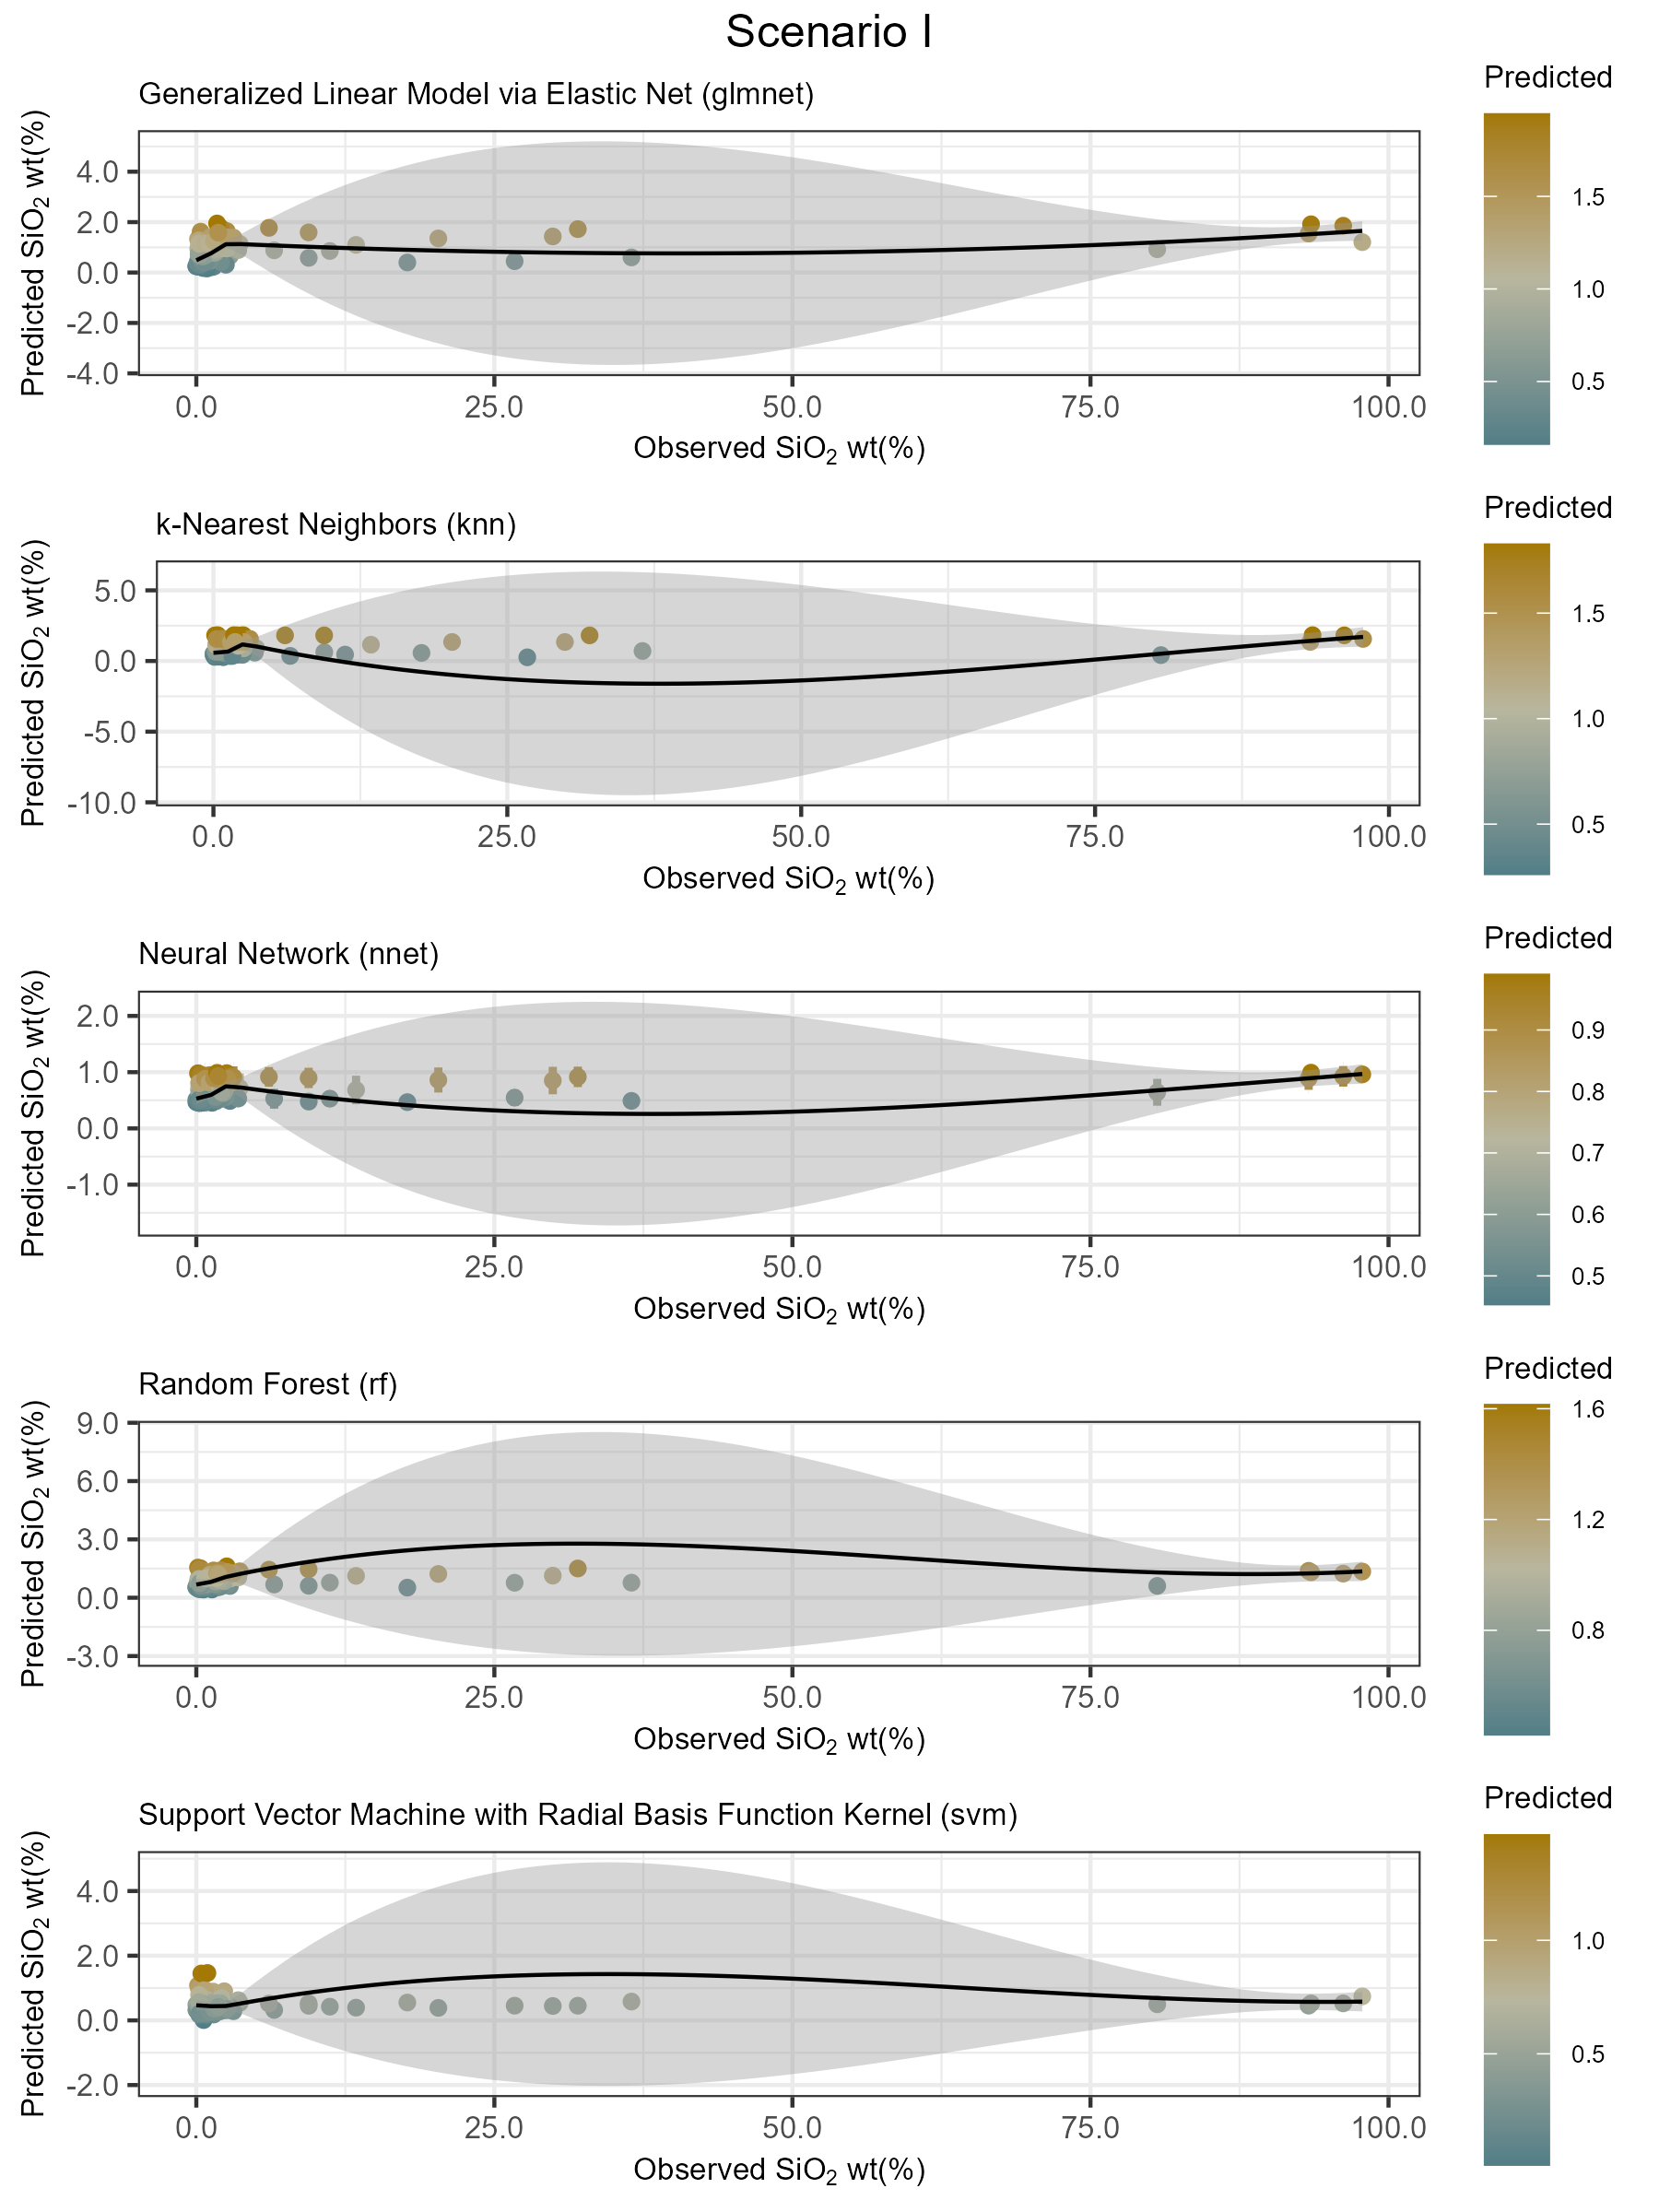 Scenario I
Generalized Linear Model via Elastic Net (glmnet)
Predicted SiO₂ wt(%)
4.0
2.0
0.0
-2.0
-4.0
0.0 25.0 50.0 75.0 100.0
Observed SiO₂ wt(%)
Predicted
1.5
1.0
0.5
k-Nearest Neighbors (knn)
Predicted SiO₂ wt(%)
5.0
0.0
-5.0
-10.0
0.0 25.0 50.0 75.0 100.0
Observed SiO₂ wt(%)
Predicted
1.5
1.0
0.5
Neural Network (nnet)
Predicted SiO₂ wt(%)
2.0
1.0
0.0
-1.0
0.0 25.0 50.0 75.0 100.0
Observed SiO₂ wt(%)
Predicted
0.9
0.8
0.7
0.6
0.5
Random Forest (rf)
Predicted SiO₂ wt(%)
9.0
6.0
3.0
0.0
-3.0
0.0 25.0 50.0 75.0 100.0
Observed SiO₂ wt(%)
Predicted
1.6
1.2
0.8
Support Vector Machine with Radial Basis Function Kernel (svm)
Predicted SiO₂ wt(%)
4.0
2.0
0.0
-2.0
0.0 25.0 50.0 75.0 100.0
Observed SiO₂ wt(%)
Predicted
1.0
0.5